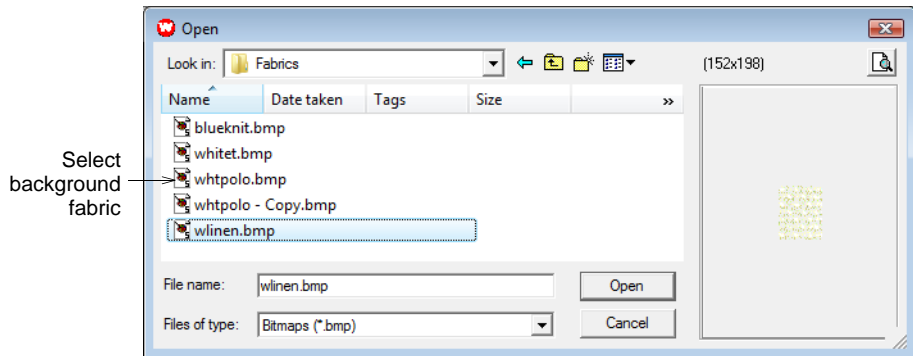 Open
Look in: Fabrics
(152x198)
Name Date taken Tags Size »
blueknit.bmp
whitet.bmp
Select
background
fabric
whtpolo.bmp
whtpolo - Copy.bmp
wlinen.bmp
File name: wlinen.bmp Open
Files of type: Bitmaps (*.bmp) Cancel